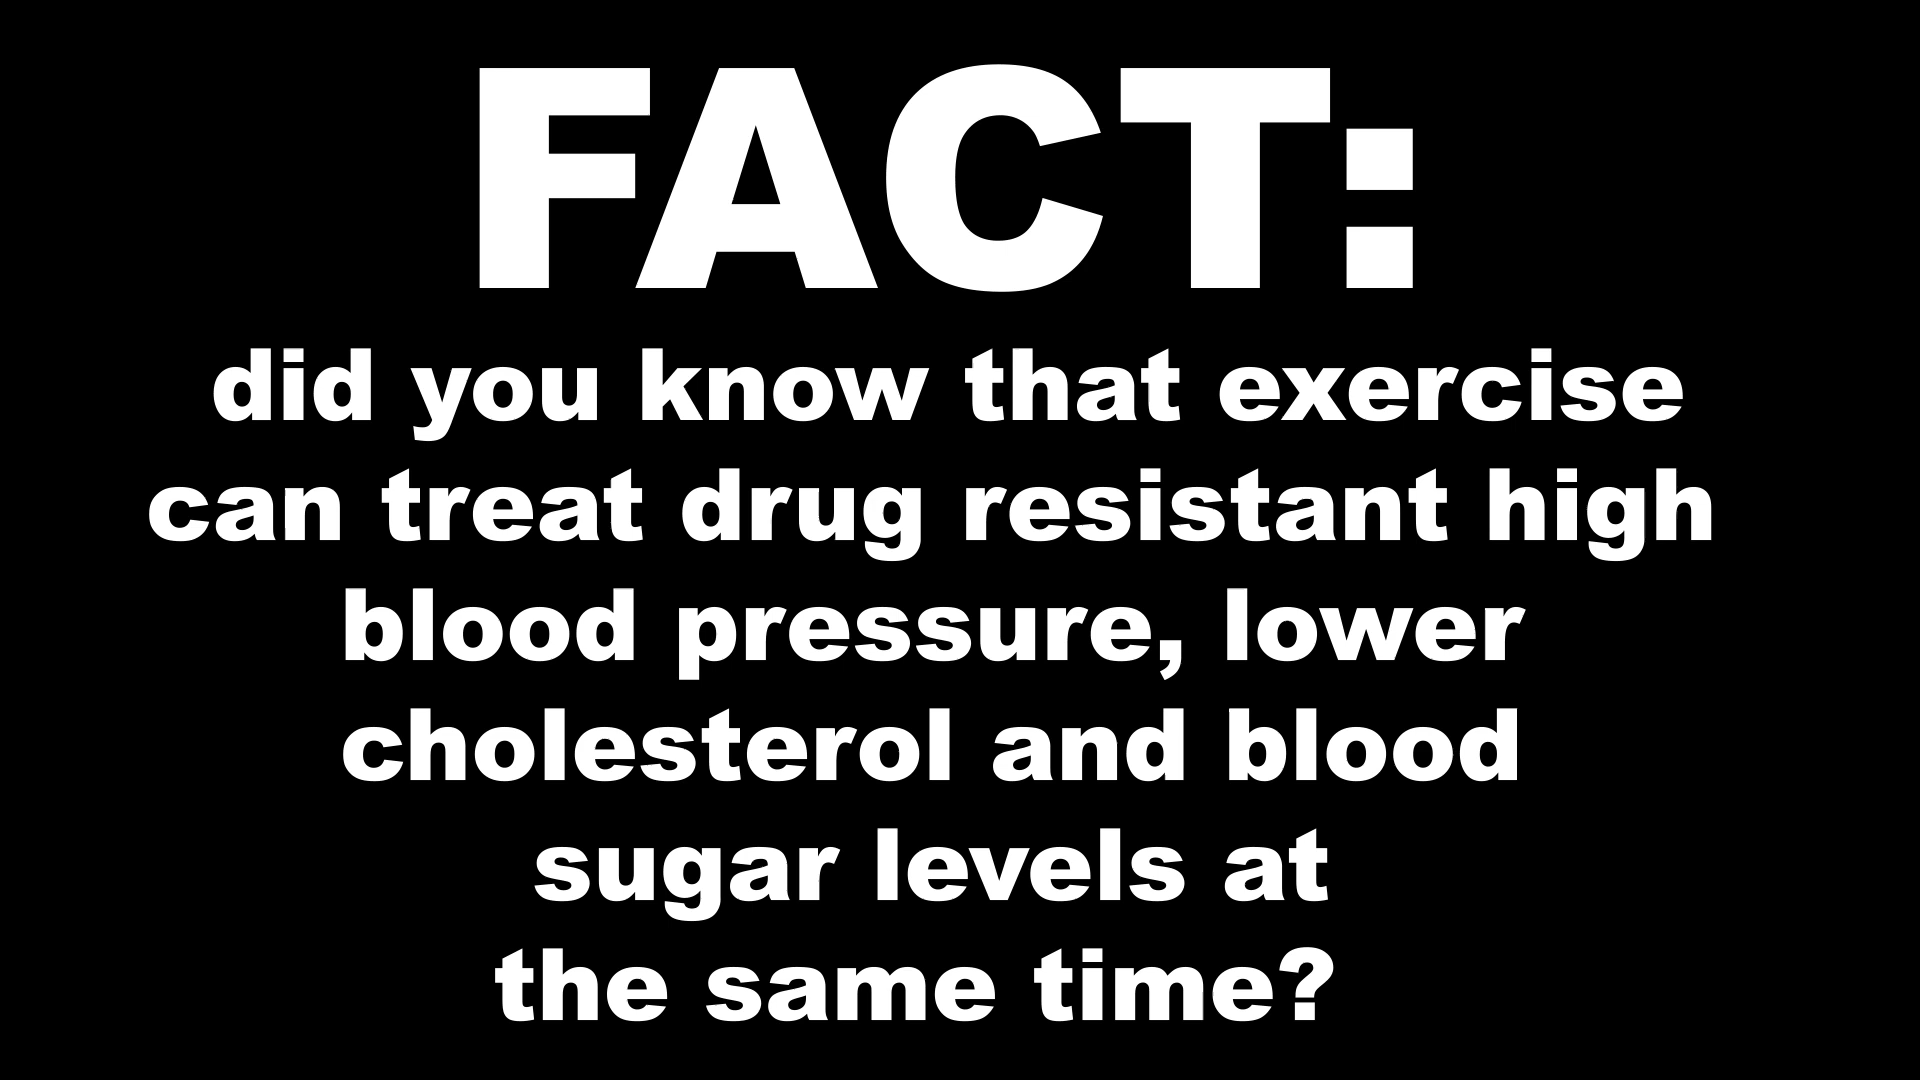 FACT:
did you know that exercise
can treat drug resistant high
blood pressure, lower
cholesterol and blood
sugar levels at
the same time?